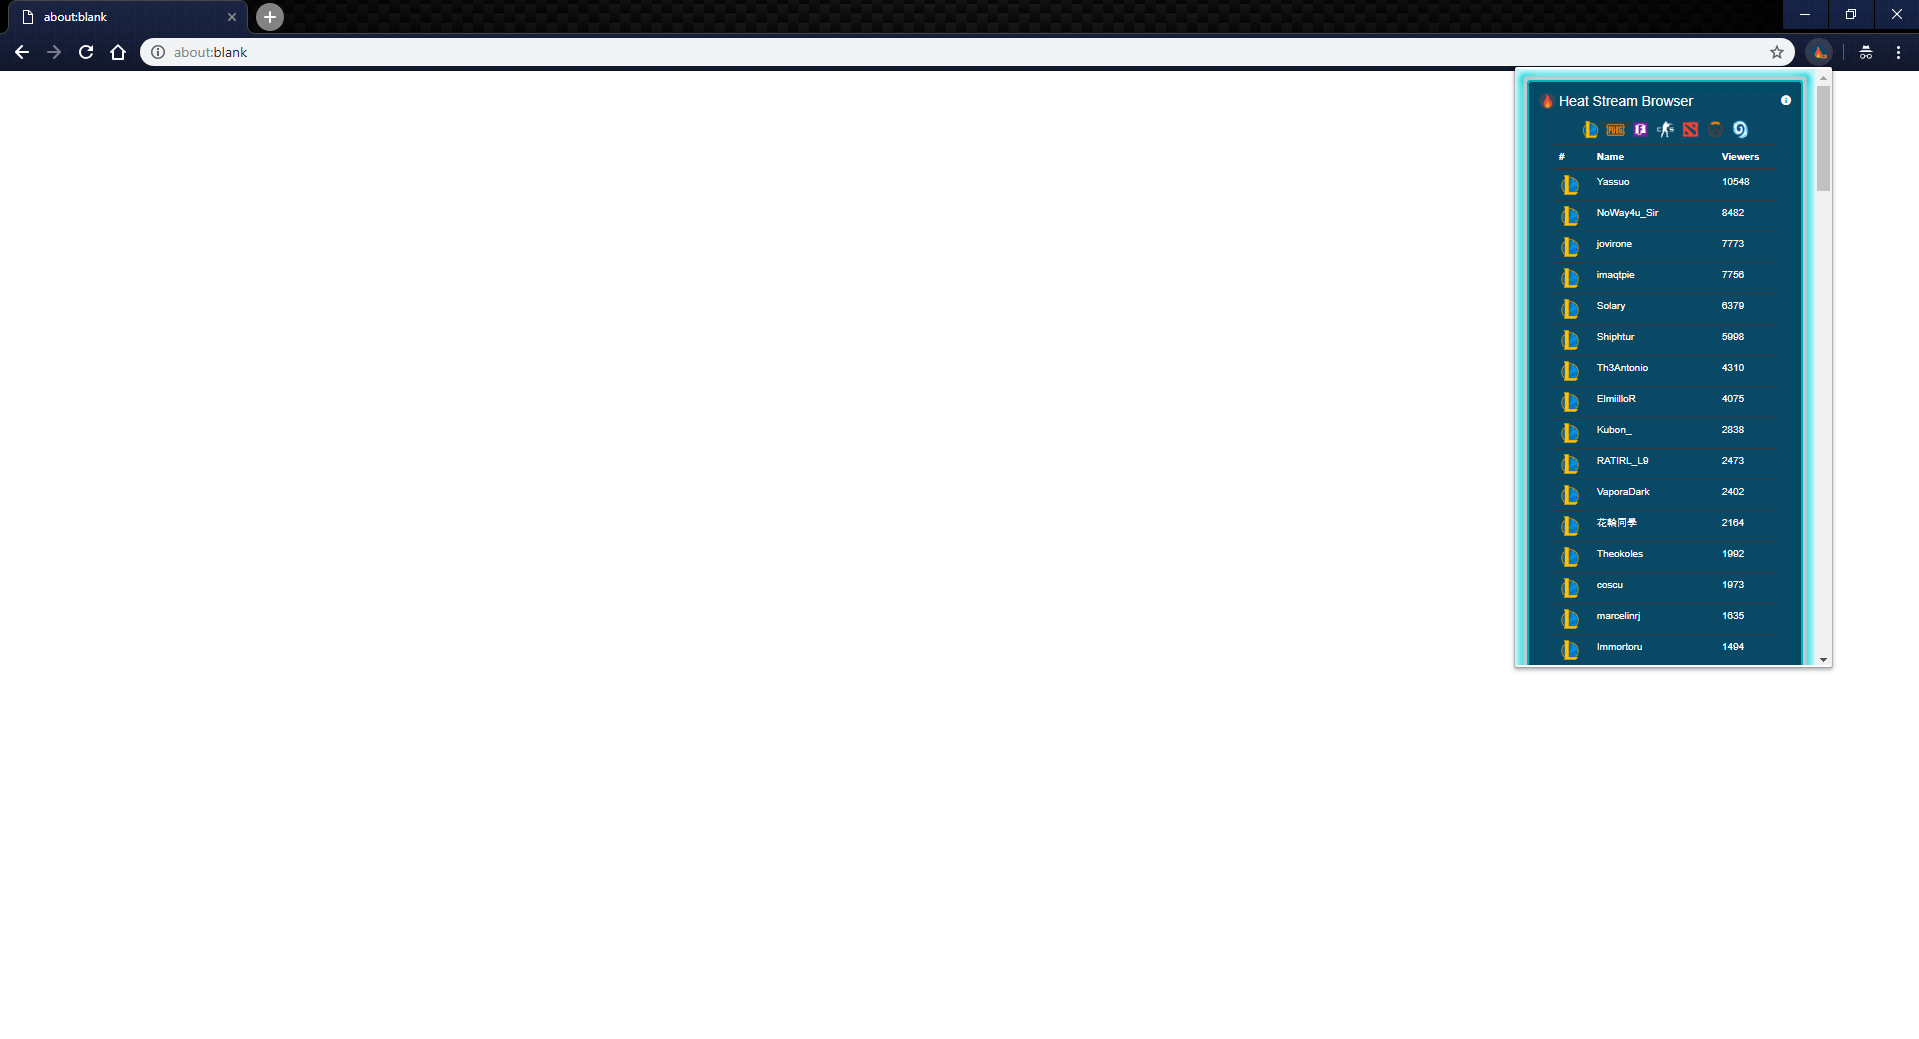 about:blank
about:blank
Heat Stream Browser
PUBG
# Name Viewers
Yassuo 10548
NoWay4u_Sir 8482
jovirone 7773
imaqtpie 7756
Solary 6379
Shiphtur 5998
Th3Antonio 4310
ElmiilloR 4075
Kubon_ 2838
RATIRL_L9 2473
VaporaDark 2402
花輪同學 2164
Theokoles 1992
coscu 1973
marcelinrj 1635
Immortoru 1494